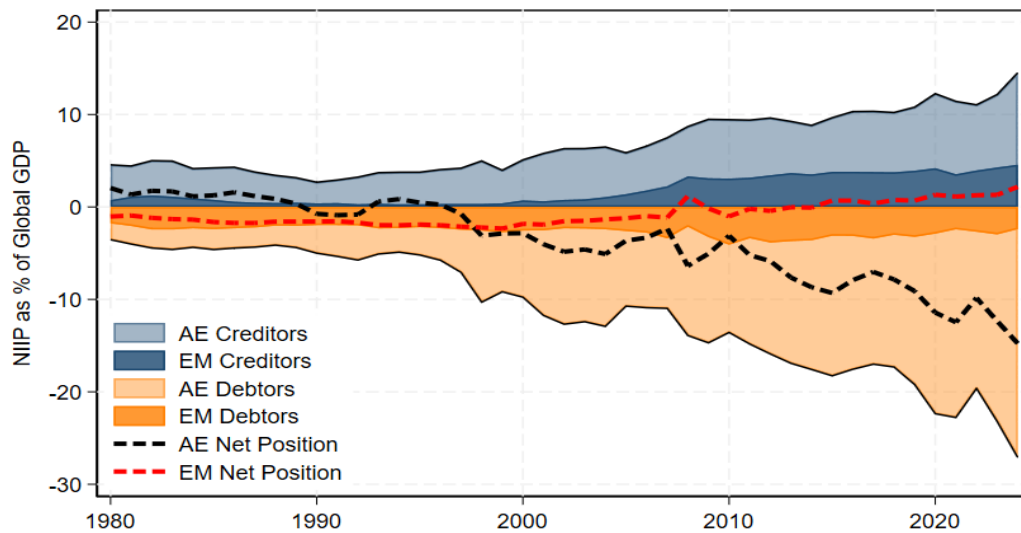 NIIP as % of Global GDP
20
10
0
-10
-20
-30
AE Creditors
EM Creditors
AE Debtors
EM Debtors
AE Net Position
EM Net Position
1980
1990
2000
2010
2020